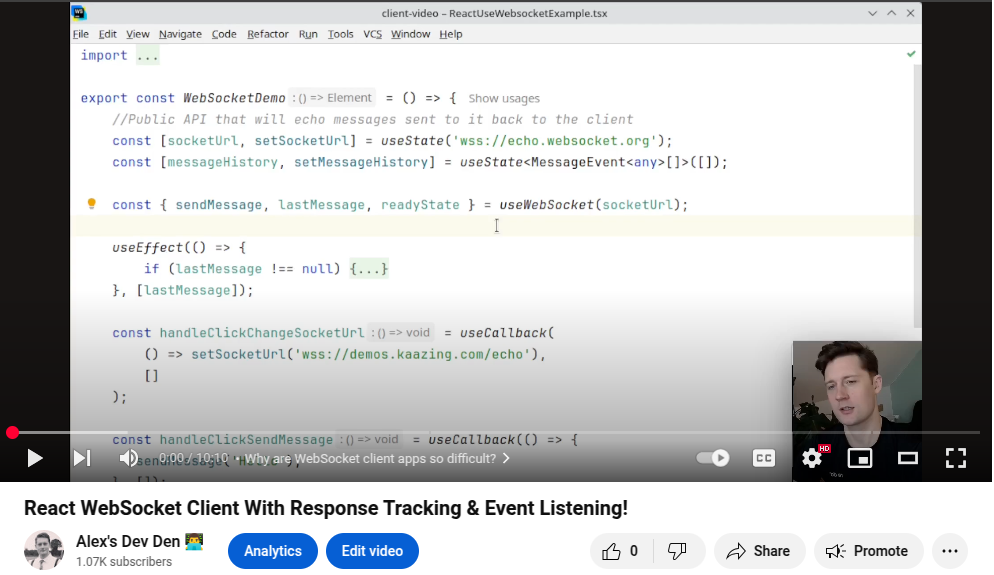 WS
client-video – ReactUseWebsocketExample.tsx
File Edit View Navigate Code Refactor Run Tools VCS Window Help
import ...
export const WebSocketDemo : () => Element = () => { Show usages
//Public API that will echo messages sent to it back to the client
const [socketUrl, setSocketUrl] = useState('wss://echo.websocket.org');
const [messageHistory, setMessageHistory] = useState<MessageEvent<any>[]>([]);
const { sendMessage, lastMessage, readyState } = useWebSocket(socketUrl);
useEffect(() => {
if (lastMessage !== null) {...}
}, [lastMessage]);
const handleClickChangeSocketUrl : () => void = useCallback(
() => setSocketUrl('wss://demos.kaazing.com/echo'),
[]
);
const handleClickSendMessage : () => void = useCallback(() => {
sendMessage('Hello');
}, []);
0:00 / 10:10 • Why are WebSocket client apps so difficult? >
CC HD
React WebSocket Client With Response Tracking & Event Listening!
Alex's Dev Den 👨‍💻
1.07K subscribers
Analytics
Edit video
0
Share
Promote
...